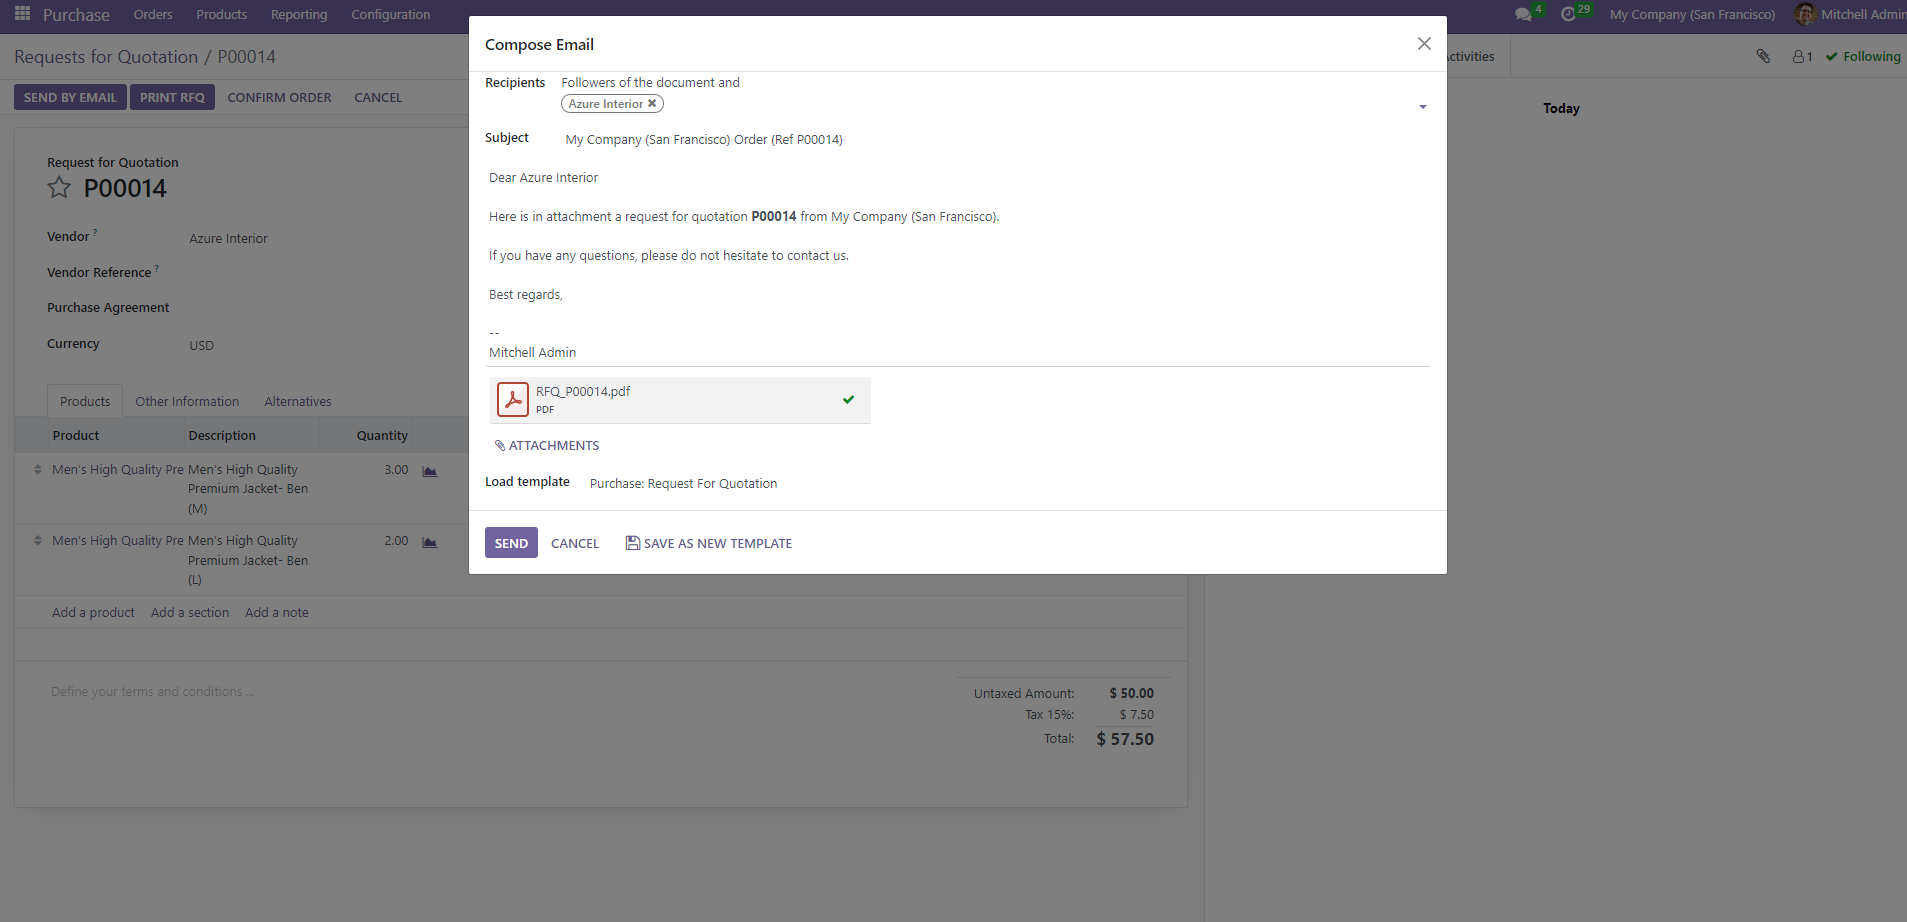 Purchase Orders Products Reporting Configuration 4 29 My Company (San Francisco) Mitchell Admin
Requests for Quotation / P00014
ctivities 1 Following
SEND BY EMAIL PRINT RFQ CONFIRM ORDER CANCEL
Today
Request for Quotation
P00014
Vendor ? Azure Interior
Vendor Reference ?
Purchase Agreement
Currency USD
Products Other Information Alternatives
Product Description Quantity
Men's High Quality Pre Men's High Quality 3.00
Premium Jacket- Ben
(M)
Men's High Quality Pre Men's High Quality 2.00
Premium Jacket- Ben
(L)
Add a product Add a section Add a note
Define your terms and conditions ...
Untaxed Amount: $ 50.00
Tax 15%: $ 7.50
Total: $ 57.50
Compose Email
Recipients Followers of the document and
Azure Interior
Subject My Company (San Francisco) Order (Ref P00014)
Dear Azure Interior
Here is in attachment a request for quotation P00014 from My Company (San Francisco).
If you have any questions, please do not hesitate to contact us.
Best regards,
--
Mitchell Admin
RFQ_P00014.pdf
PDF
ATTACHMENTS
Load template Purchase: Request For Quotation
SEND CANCEL SAVE AS NEW TEMPLATE